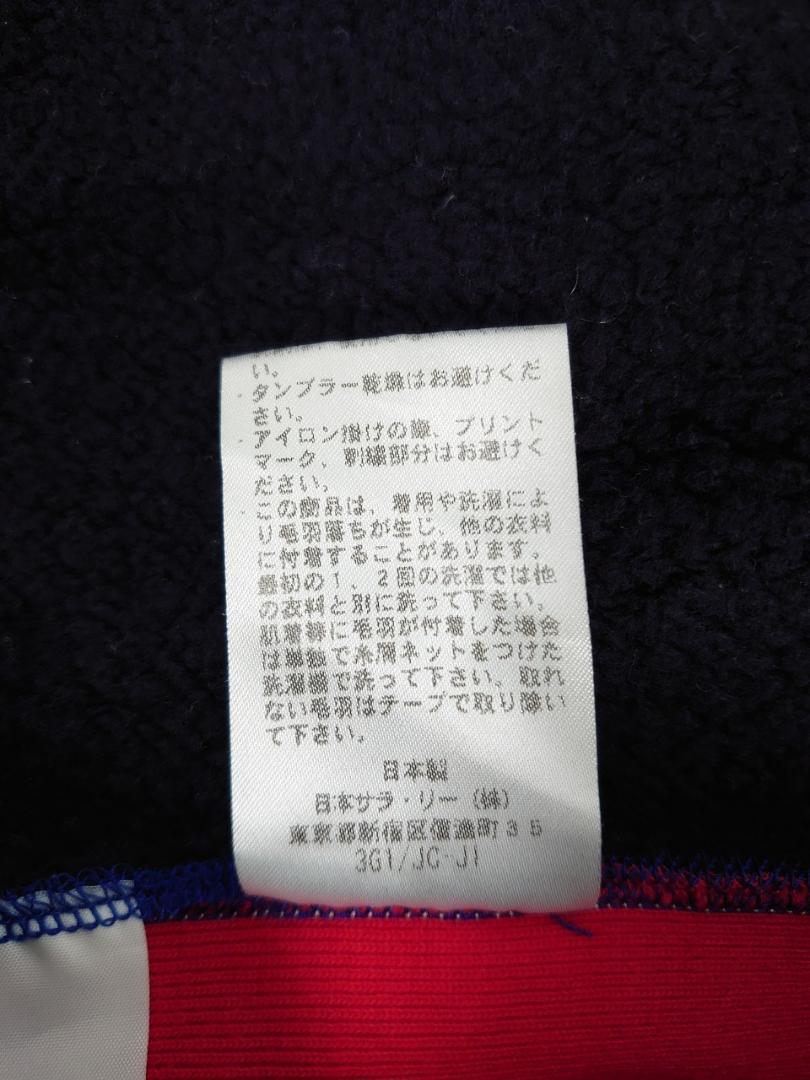 い。
・タンブラー乾燥はお避けくだ
さい。
・アイロン掛けの際、プリント
マーク、刺繍部分はお避けく
ださい。
この商品は、着用や洗濯によ
り毛羽落ちが生じ、他の衣料
に付着することがあります。
最初の1、2回の洗濯では他
の衣料と別に洗って下さい。
肌着等に毛羽が付着した場合
は単独で糸屑ネットをつけた
洗濯機で洗って下さい。取れ
ない毛羽はテープで取り除い
て下さい。
日本製
日本サラ・リー(株)
東京都新宿区信濃町35
3G1/JC-J1